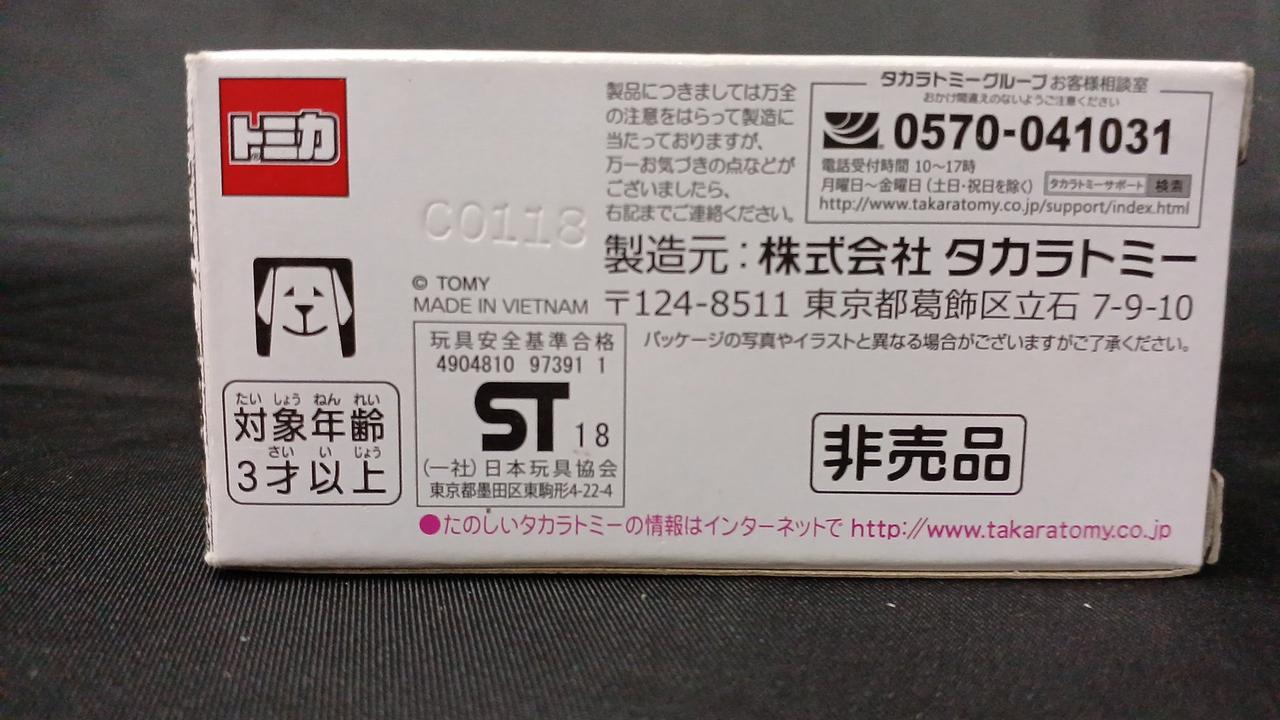 トミカ
製品につきましては万全
の注意をはらって製造に
当たっておりますが、
万一お気づきの点などが
ございましたら、
右記までご連絡ください。
タカラトミーグループお客様相談室
おかけ間違えのないようご注意ください
0570-041031
電話受付時間 10～17時
月曜日～金曜日(土日・祝日を除く) タカラトミーサポート 検索
http://www.takaratomy.co.jp/support/index.html
C0118
製造元：株式会社 タカラトミー
© TOMY
MADE IN VIETNAM
〒124-8511 東京都葛飾区立石 7-9-10
パッケージの写真やイラストと異なる場合がございますがご了承ください。
玩具安全基準合格
4904810 97391 1
ST 18
(一社)日本玩具協会
東京都墨田区東駒形4-22-4
たい しょう ねん れい
対象年齢
さい い じょう
3才以上
非売品
●たのしいタカラトミーの情報はインターネットで http://www.takaratomy.co.jp